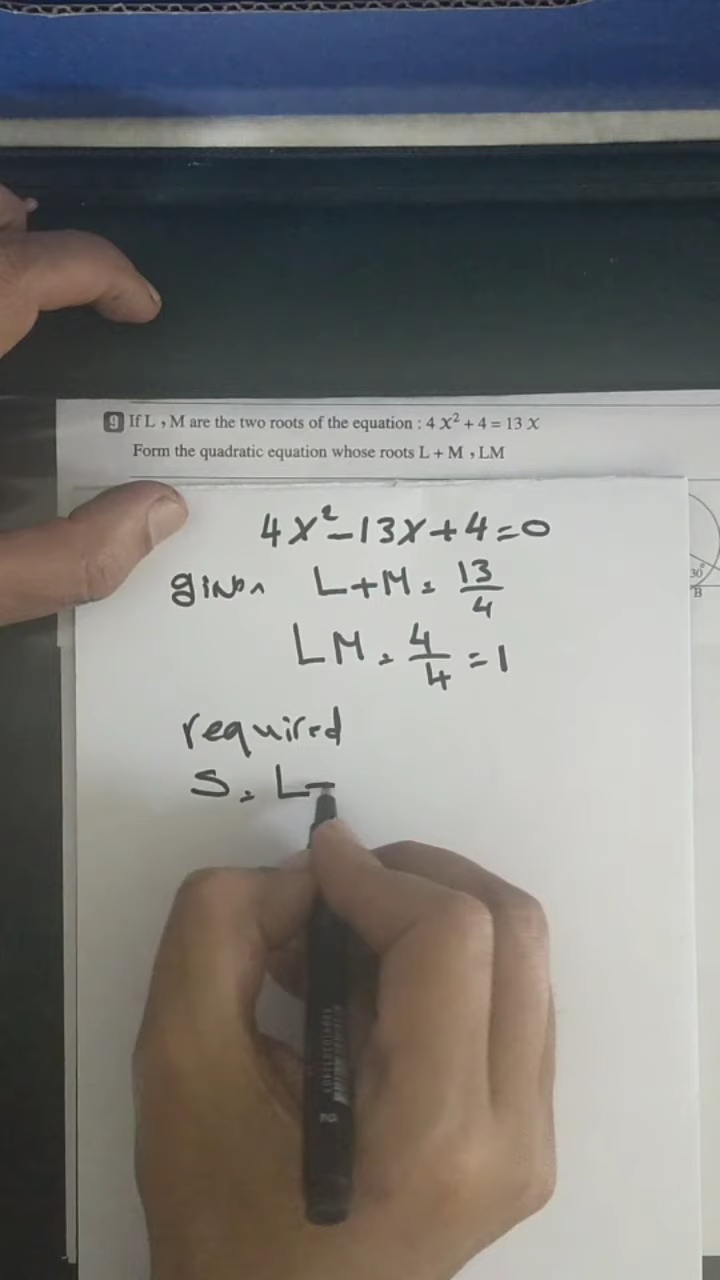 9 If L , M are the two roots of the equation : 4 X² + 4 = 13 X
Form the quadratic equation whose roots L + M , LM
4X²-13X+4=0
given L+M = 13/4
LM = 4/4 = 1
30°
B
required
S = L-